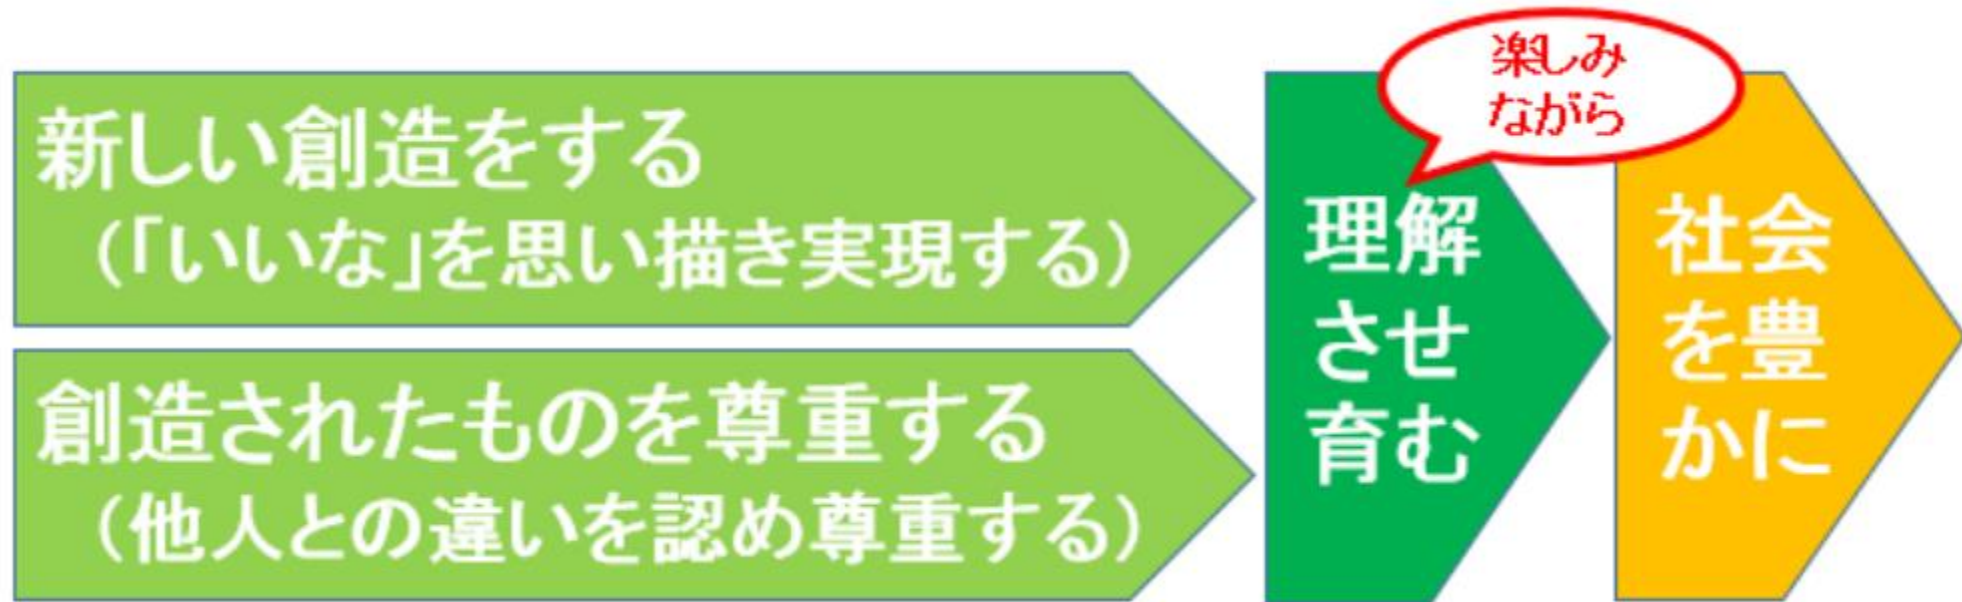 新しい創造をする
（「いいな」を思い描き実現する）
創造されたものを尊重する
（他人との違いを認め尊重する）
楽しみ
ながら
理解
させ
育む
社会
を豊
かに